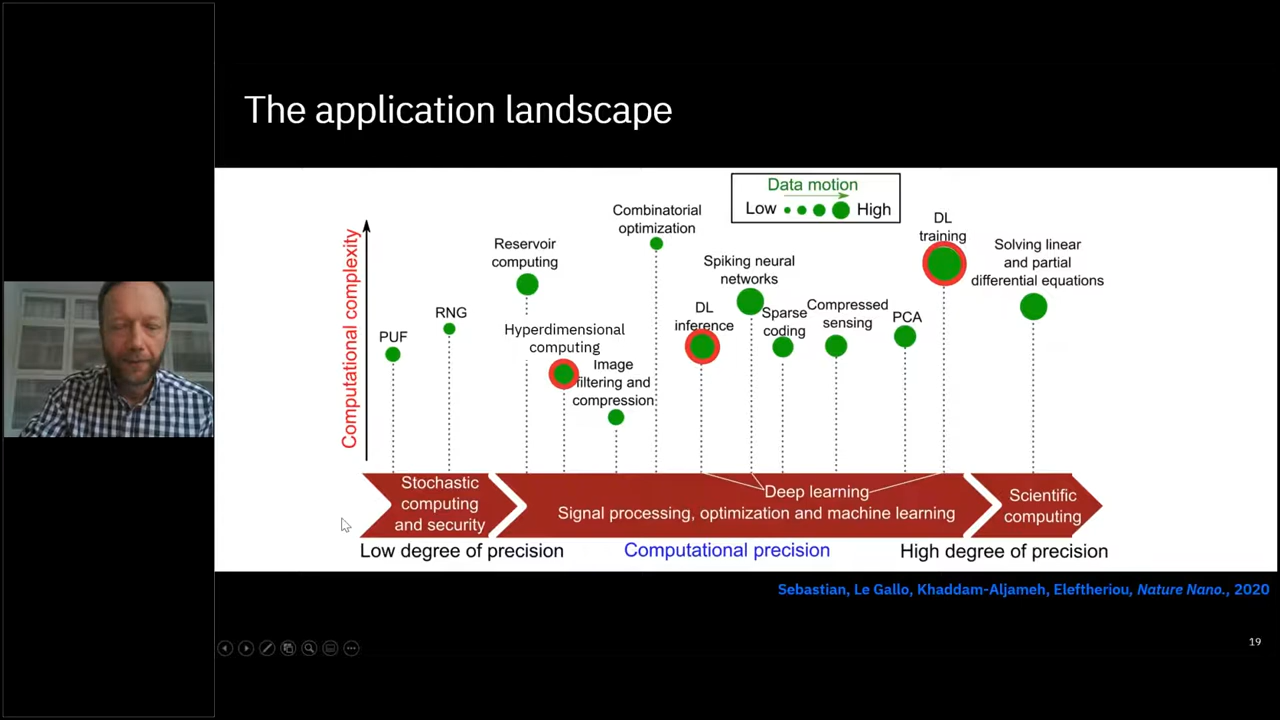 The application landscape
Data motion
Low
High
Computational complexity
PUF
RNG
Reservoir
computing
Hyperdimensional
computing
Image
filtering and
compression
Combinatorial
optimization
DL
inference
Spiking neural
networks
Sparse
coding
Compressed
sensing
PCA
DL
training
Solving linear
and partial
differential equations
Stochastic
computing
and security
Deep learning
Signal processing, optimization and machine learning
Scientific
computing
Low degree of precision
Computational precision
High degree of precision
Sebastian, Le Gallo, Khaddam-Aljameh, Eleftheriou, Nature Nano., 2020
19